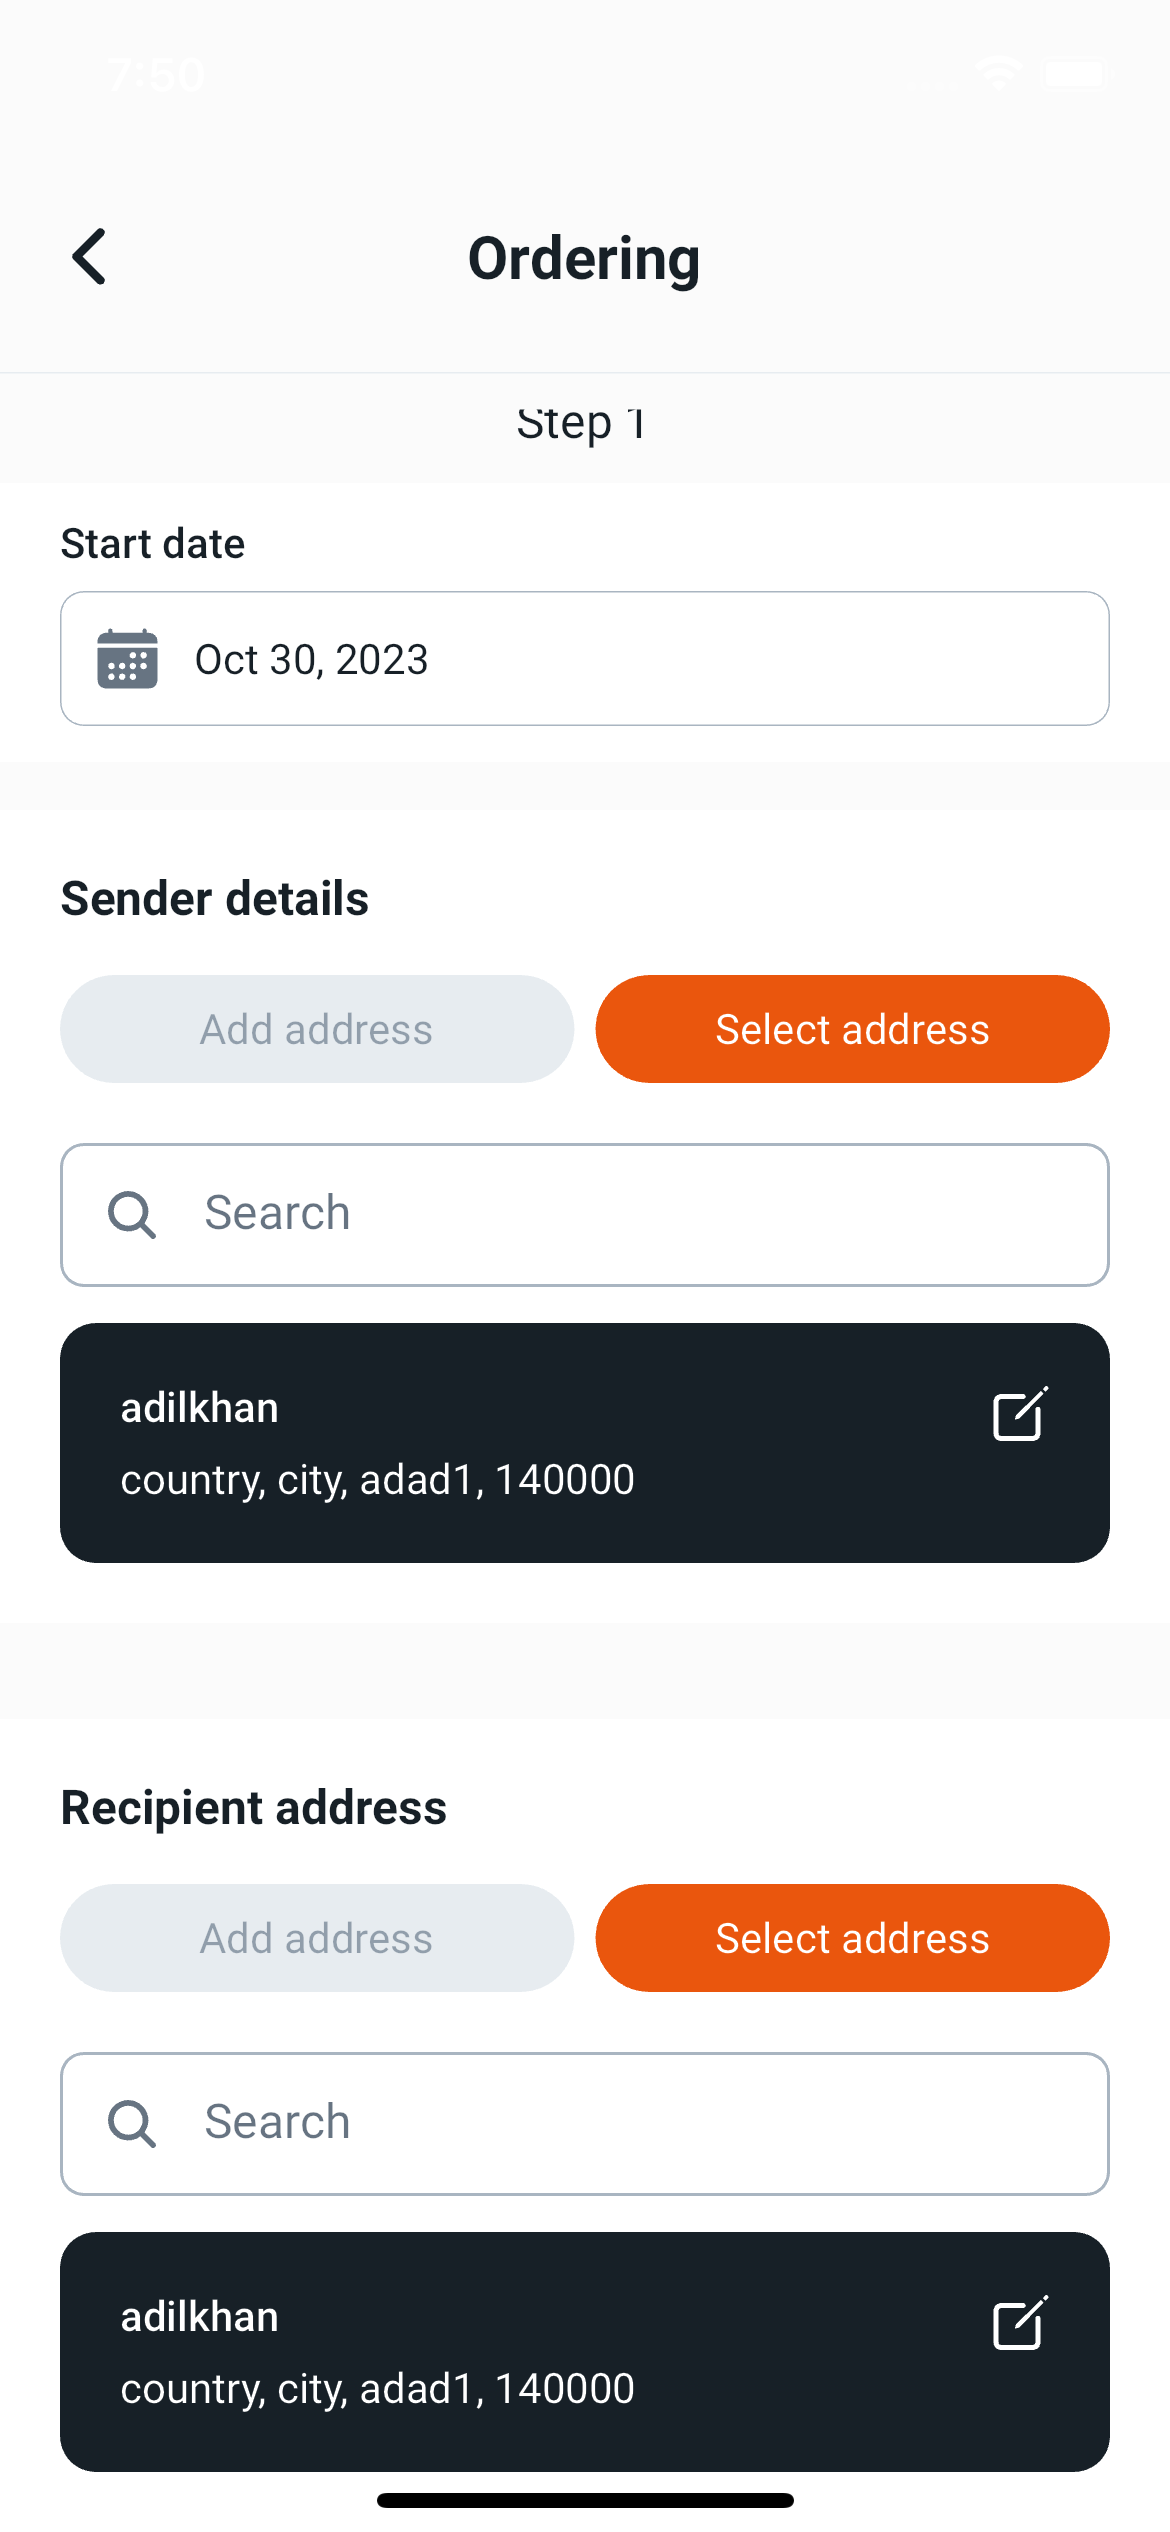 7:50
Ordering
Step 1
Start date
Oct 30, 2023
Sender details
Add address
Select address
Search
adilkhan
country, city, adad1, 140000
Recipient address
Add address
Select address
Search
adilkhan
country, city, adad1, 140000